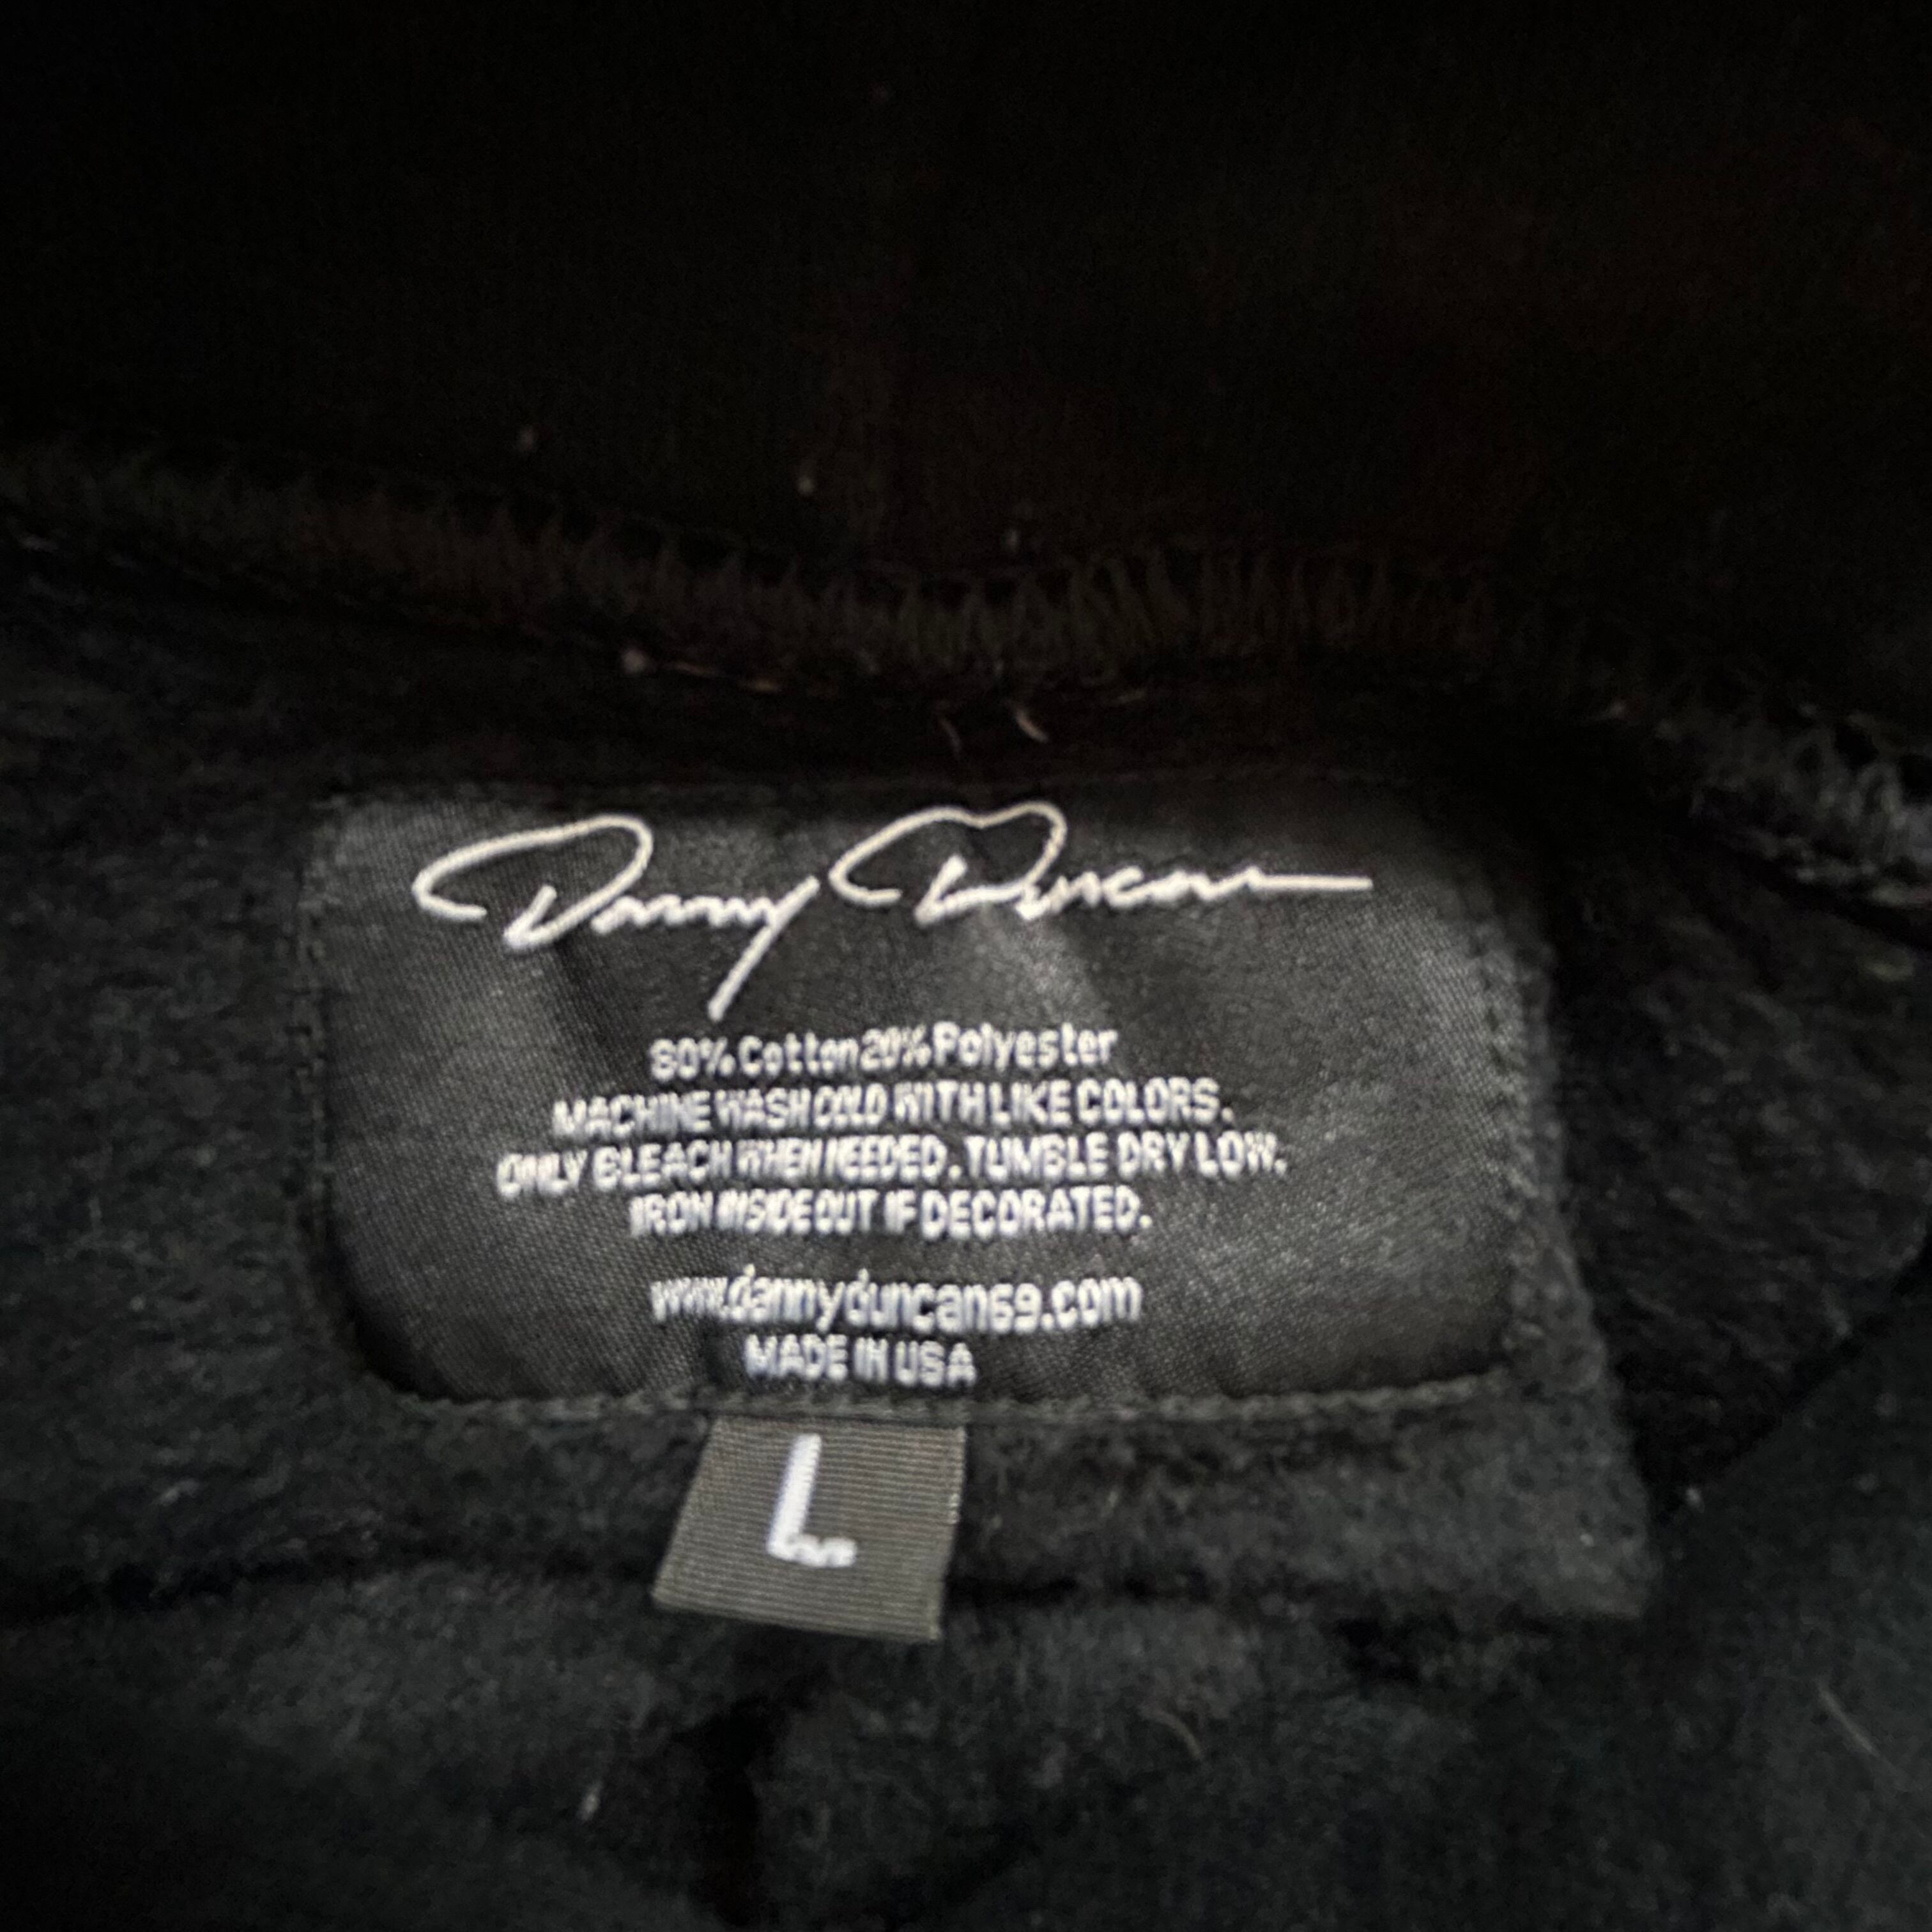 Danny Duncan
80% Cotton 20% Polyester
MACHINE WASH COLD WITH LIKE COLORS.
ONLY BLEACH WHEN NEEDED. TUMBLE DRY LOW.
IRON INSIDE OUT IF DECORATED.
www.dannyduncan69.com
MADE IN USA
L